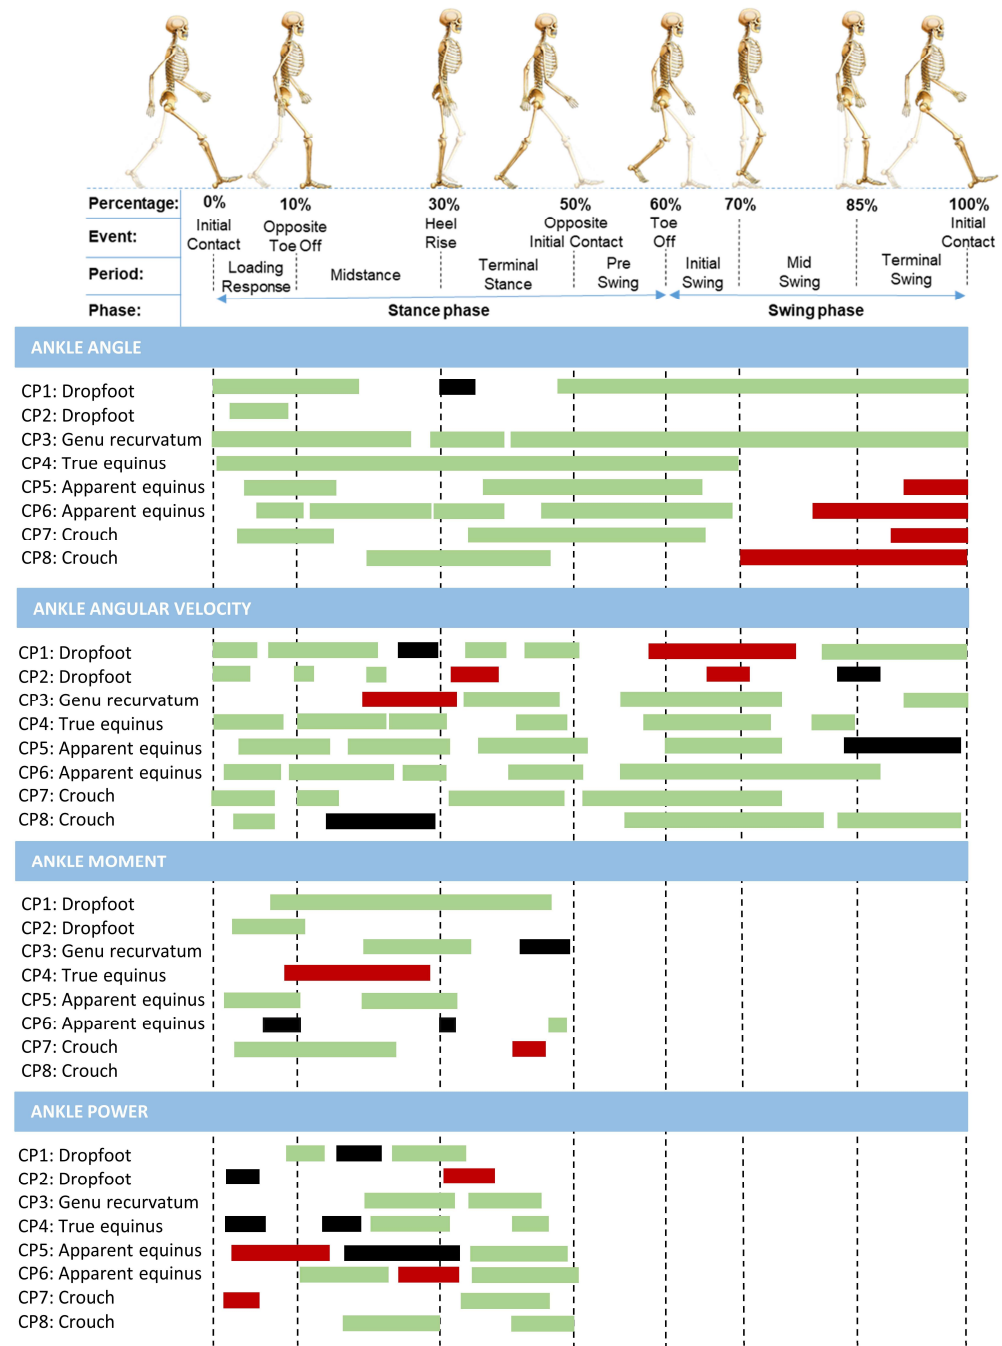 Percentage: 0% 10% 30% 50% 60% 70% 85% 100%
Event: Initial Contact Opposite Toe Off Heel Rise Opposite Initial Contact Toe Off Initial Contact
Period: Loading Response Midstance Terminal Stance Pre Swing Initial Swing Mid Swing Terminal Swing
Phase: Stance phase Swing phase
ANKLE ANGLE
CP1: Dropfoot
CP2: Dropfoot
CP3: Genu recurvatum
CP4: True equinus
CP5: Apparent equinus
CP6: Apparent equinus
CP7: Crouch
CP8: Crouch
ANKLE ANGULAR VELOCITY
CP1: Dropfoot
CP2: Dropfoot
CP3: Genu recurvatum
CP4: True equinus
CP5: Apparent equinus
CP6: Apparent equinus
CP7: Crouch
CP8: Crouch
ANKLE MOMENT
CP1: Dropfoot
CP2: Dropfoot
CP3: Genu recurvatum
CP4: True equinus
CP5: Apparent equinus
CP6: Apparent equinus
CP7: Crouch
CP8: Crouch
ANKLE POWER
CP1: Dropfoot
CP2: Dropfoot
CP3: Genu recurvatum
CP4: True equinus
CP5: Apparent equinus
CP6: Apparent equinus
CP7: Crouch
CP8: Crouch